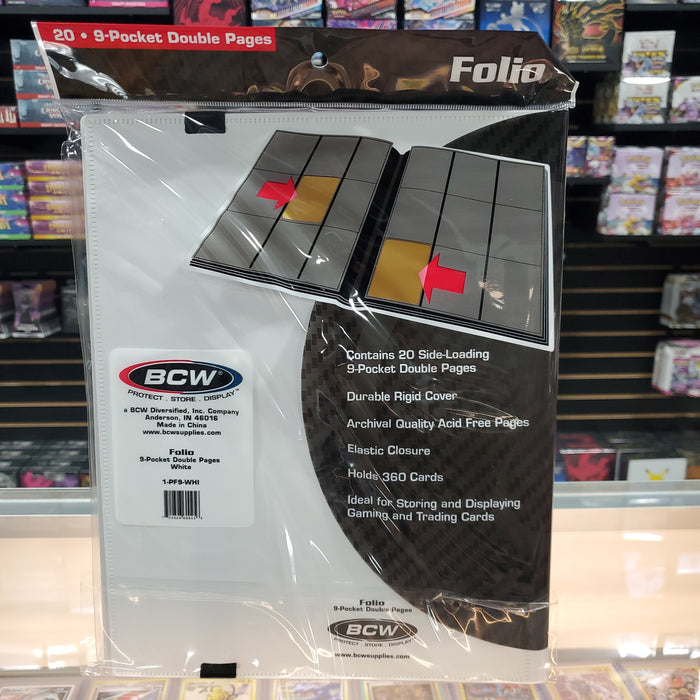 20 • 9-Pocket Double Pages
Folio
Contains 20 Side-Loading
9-Pocket Double Pages
Durable Rigid Cover
Archival Quality Acid Free Pages
Elastic Closure
Holds 360 Cards
Ideal for Storing and Displaying
Gaming and Trading Cards
BCW
PROTECT . STORE . DISPLAY
a BCW Diversified, Inc. Company
Anderson, IN 46016
Made in China
www.bcwsupplies.com
Folio
9-Pocket Double Pages
White
1-PF9-WHI
Folio
9-Pocket Double Pages
BCW
PROTECT . STORE . DISPLAY
www.bcwsupplies.com